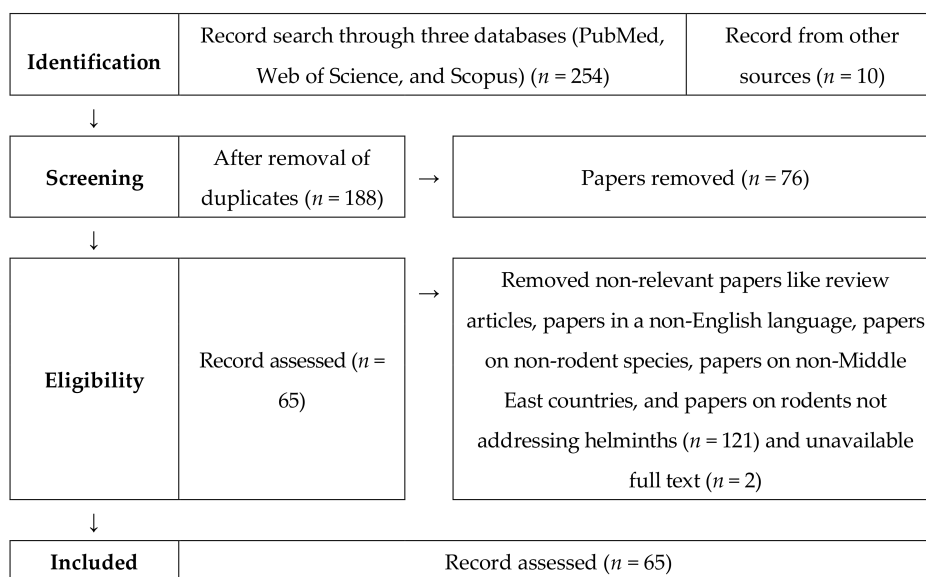 Identification
Record search through three databases (PubMed,
Web of Science, and Scopus) (n = 254)
Record from other
sources (n = 10)
↓
Screening
After removal of
duplicates (n = 188)
→
Papers removed (n = 76)
↓
Eligibility
Record assessed (n =
65)
→
Removed non-relevant papers like review
articles, papers in a non-English language, papers
on non-rodent species, papers on non-Middle
East countries, and papers on rodents not
addressing helminths (n = 121) and unavailable
full text (n = 2)
↓
Included
Record assessed (n = 65)